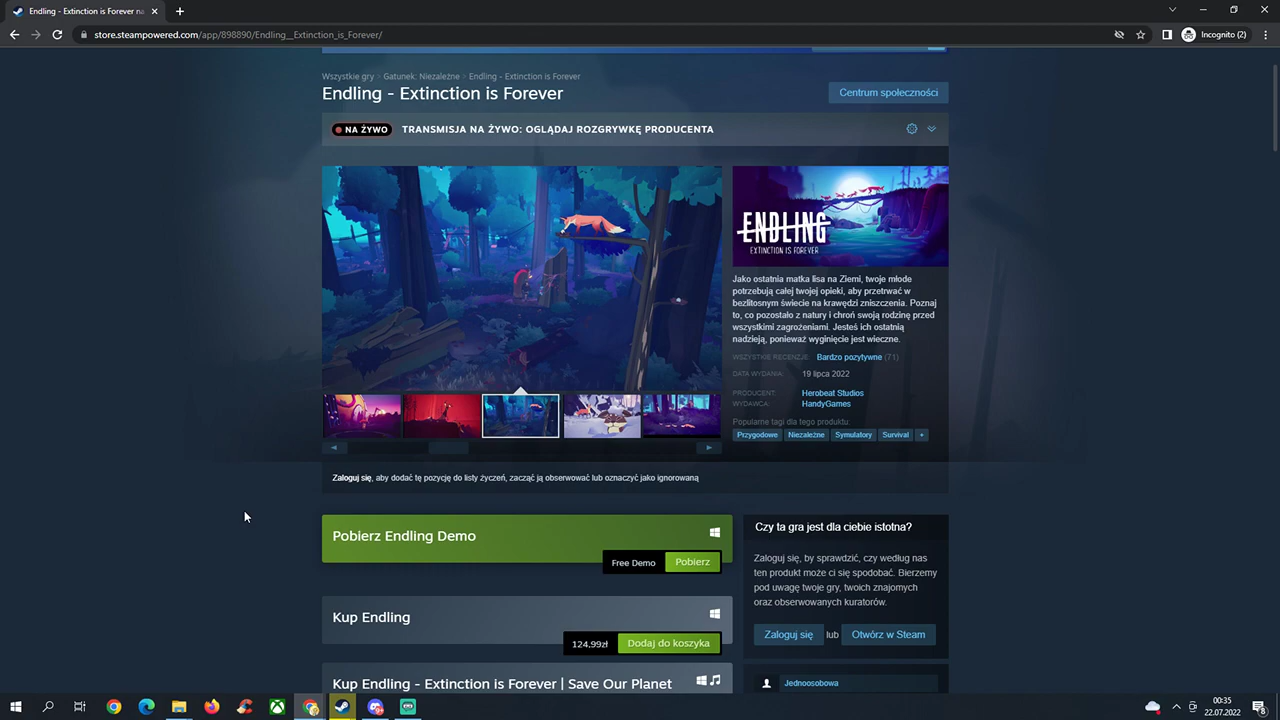 Endling - Extinction is Forever na
store.steampowered.com/app/898890/Endling__Extinction_is_Forever/
Incognito (2)
Wszystkie gry > Gatunek: Niezależne > Endling - Extinction is Forever
Endling - Extinction is Forever
Centrum społeczności
NA ŻYWO
TRANSMISJA NA ŻYWO: OGLĄDAJ ROZGRYWKĘ PRODUCENTA
ENDLING
EXTINCTION IS FOREVER
Jako ostatnia matka lisa na Ziemi, twoje młode
potrzebują całej twojej opieki, aby przetrwać w
bezlitosnym świecie na krawędzi zniszczenia. Poznaj
to, co pozostało z natury i chroń swoją rodzinę przed
wszystkimi zagrożeniami. Jesteś ich ostatnią
nadzieją, ponieważ wyginięcie jest wieczne.
WSZYSTKIE RECENZJE: Bardzo pozytywne (71)
DATA WYDANIA: 19 lipca 2022
PRODUCENT: Herobeat Studios
WYDAWCA: HandyGames
Popularne tagi dla tego produktu:
Przygodowe Niezależne Symulatory Survival +
Zaloguj się, aby dodać tę pozycję do listy życzeń, zacząć ją obserwować lub oznaczyć jako ignorowaną
Pobierz Endling Demo
Free Demo Pobierz
Kup Endling
124,99zł Dodaj do koszyka
Kup Endling - Extinction is Forever | Save Our Planet
Czy ta gra jest dla ciebie istotna?
Zaloguj się, by sprawdzić, czy według nas
ten produkt może ci się spodobać. Bierzemy
pod uwagę twoje gry, twoich znajomych
oraz obserwowanych kuratorów.
Zaloguj się lub Otwórz w Steam
Jednoosobowa
00:35
22.07.2022